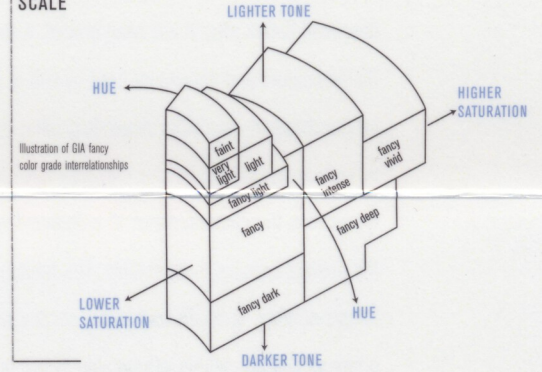 SCALE
LIGHTER TONE
HUE
HIGHER
SATURATION
Illustration of GIA fancy
color grade interrelationships
faint
very
light
light
fancy light
fancy
intense
fancy
vivid
fancy
fancy deep
fancy dark
LOWER
SATURATION
HUE
DARKER TONE